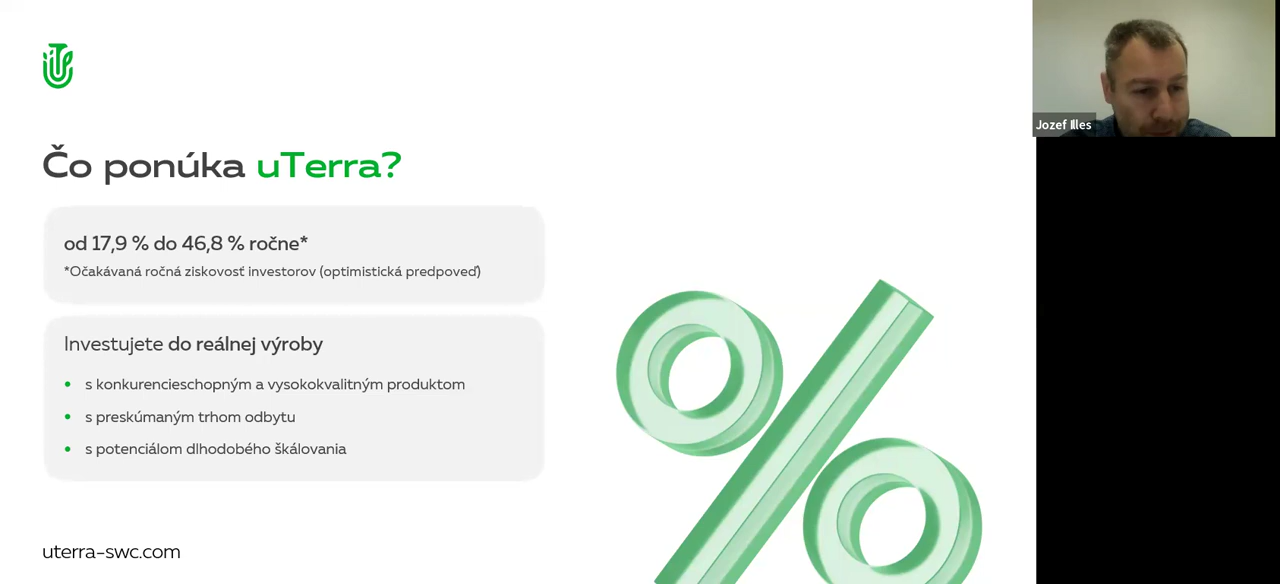 Čo ponúka uTerra?
od 17,9 % do 46,8 % ročne*
*Očakávaná ročná ziskovosť investorov (optimistická predpoveď)
Investujete do reálnej výroby
s konkurencieschopným a vysokokvalitným produktom
s preskúmaným trhom odbytu
s potenciálom dlhodobého škálovania
uterra-swc.com
Jozef Illes